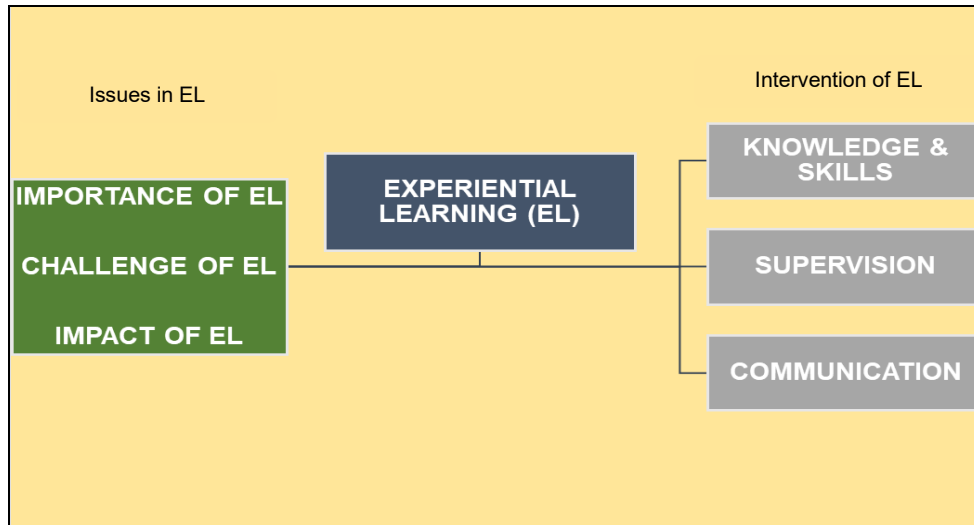 Issues in EL
Intervention of EL
IMPORTANCE OF EL
CHALLENGE OF EL
IMPACT OF EL
EXPERIENTIAL
LEARNING (EL)
KNOWLEDGE &
SKILLS
SUPERVISION
COMMUNICATION